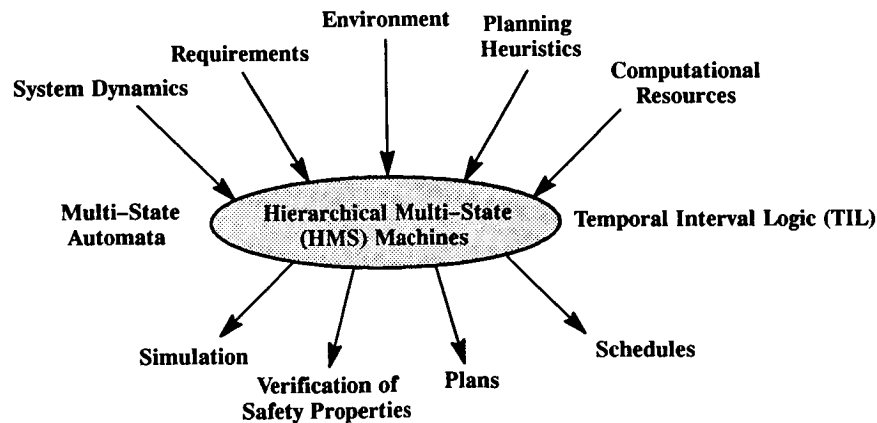 Environment
Planning
Heuristics
Requirements
Computational
Resources
System Dynamics
Multi–State
Automata
Hierarchical Multi–State
(HMS) Machines
Temporal Interval Logic (TIL)
Simulation
Verification of
Safety Properties
Plans
Schedules